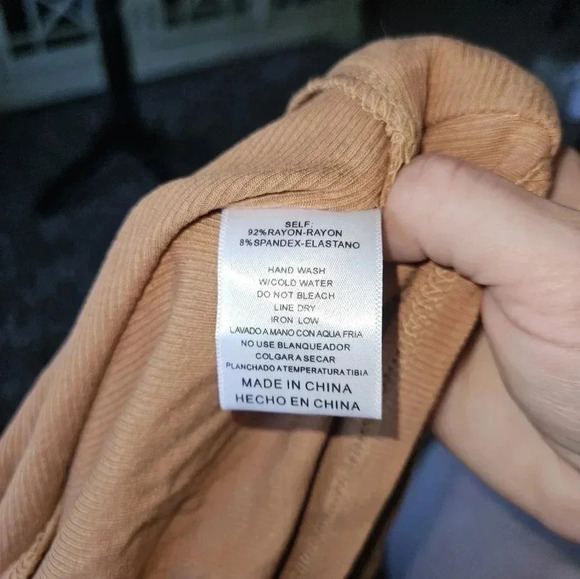 SELF:
92%RAYON-RAYON
8%SPANDEX-ELASTANO
HAND WASH
W/COLD WATER
DO NOT BLEACH
LINE DRY
IRON LOW
LAVADO A MANO CON AQUA FRIA
NO USE BLANQUEADOR
COLGAR A SECAR
PLANCHADO A TEMPERATURA TIBIA
MADE IN CHINA
HECHO EN CHINA